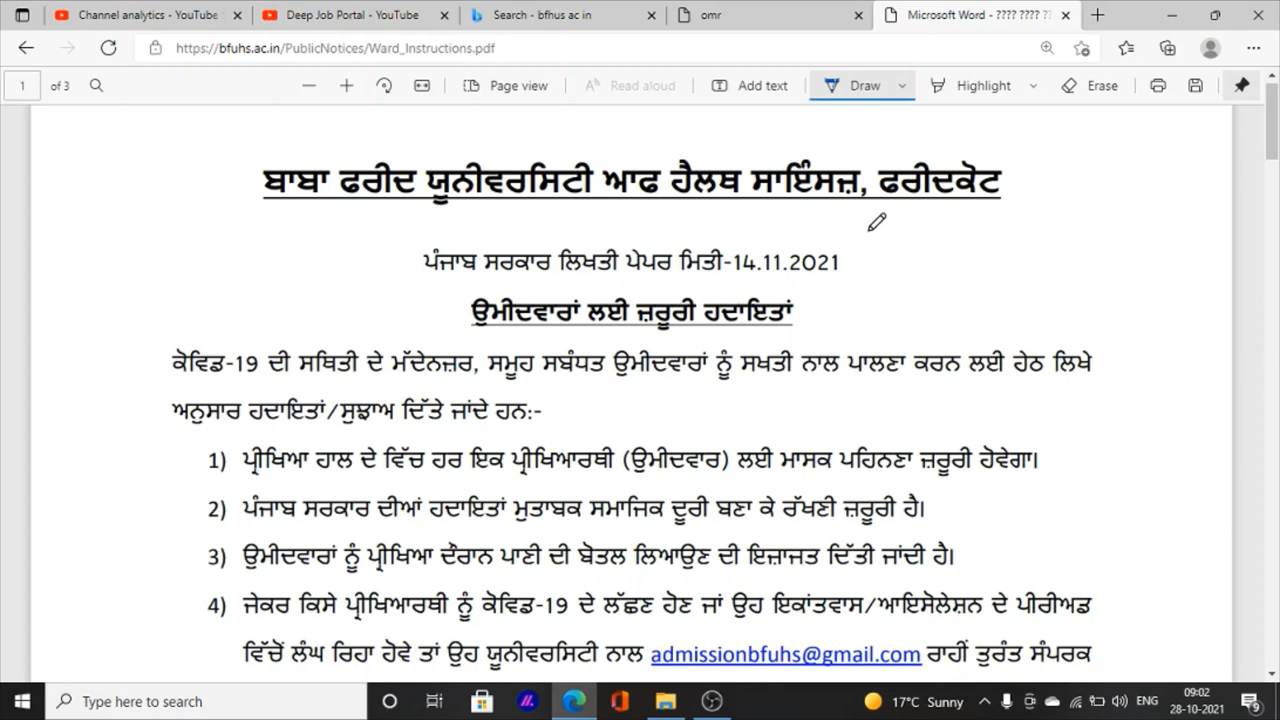 Channel analytics - YouTube
Deep Job Portal - YouTube
Search - bfhus ac in
omr
Microsoft Word - ???? ???? ??
https://bfuhs.ac.in/PublicNotices/Ward_Instructions.pdf
1 of 3
Page view
Read aloud
Add text
Draw
Highlight
Erase
ਬਾਬਾ ਫਰੀਦ ਯੂਨੀਵਰਸਿਟੀ ਆਫ ਹੈਲਥ ਸਾਇੰਸਜ਼, ਫਰੀਦਕੋਟ
ਪੰਜਾਬ ਸਰਕਾਰ ਲਿਖਤੀ ਪੇਪਰ ਮਿਤੀ-14.11.2021
ਉਮੀਦਵਾਰਾਂ ਲਈ ਜ਼ਰੂਰੀ ਹਦਾਇਤਾਂ
ਕੋਵਿਡ-19 ਦੀ ਸਥਿਤੀ ਦੇ ਮੱਦੇਨਜ਼ਰ, ਸਮੂਹ ਸਬੰਧਤ ਉਮੀਦਵਾਰਾਂ ਨੂੰ ਸਖਤੀ ਨਾਲ ਪਾਲਣਾ ਕਰਨ ਲਈ ਹੇਠ ਲਿਖੇ
ਅਨੁਸਾਰ ਹਦਾਇਤਾਂ/ਸੁਝਾਅ ਦਿੱਤੇ ਜਾਂਦੇ ਹਨ:-
1) ਪ੍ਰੀਖਿਆ ਹਾਲ ਦੇ ਵਿੱਚ ਹਰ ਇਕ ਪ੍ਰੀਖਿਆਰਥੀ (ਉਮੀਦਵਾਰ) ਲਈ ਮਾਸਕ ਪਹਿਨਣਾ ਜ਼ਰੂਰੀ ਹੋਵੇਗਾ।
2) ਪੰਜਾਬ ਸਰਕਾਰ ਦੀਆਂ ਹਦਾਇਤਾਂ ਮੁਤਾਬਕ ਸਮਾਜਿਕ ਦੂਰੀ ਬਣਾ ਕੇ ਰੱਖਣੀ ਜ਼ਰੂਰੀ ਹੈ।
3) ਉਮੀਦਵਾਰਾਂ ਨੂੰ ਪ੍ਰੀਖਿਆ ਦੌਰਾਨ ਪਾਣੀ ਦੀ ਬੋਤਲ ਲਿਆਉਣ ਦੀ ਇਜ਼ਾਜਤ ਦਿੱਤੀ ਜਾਂਦੀ ਹੈ।
4) ਜੇਕਰ ਕਿਸੇ ਪ੍ਰੀਖਿਆਰਥੀ ਨੂੰ ਕੋਵਿਡ-19 ਦੇ ਲੱਛਣ ਹੋਣ ਜਾਂ ਉਹ ਇਕਾਂਤਵਾਸ/ਆਇਸੋਲੇਸ਼ਨ ਦੇ ਪੀਰੀਅਡ
ਵਿੱਚੋਂ ਲੰਘ ਰਿਹਾ ਹੋਵੇ ਤਾਂ ਉਹ ਯੂਨੀਵਰਸਿਟੀ ਨਾਲ admissionbfuhs@gmail.com ਰਾਹੀਂ ਤੁਰੰਤ ਸੰਪਰਕ
Type here to search
17°C Sunny
ENG
09:02
28-10-2021
9